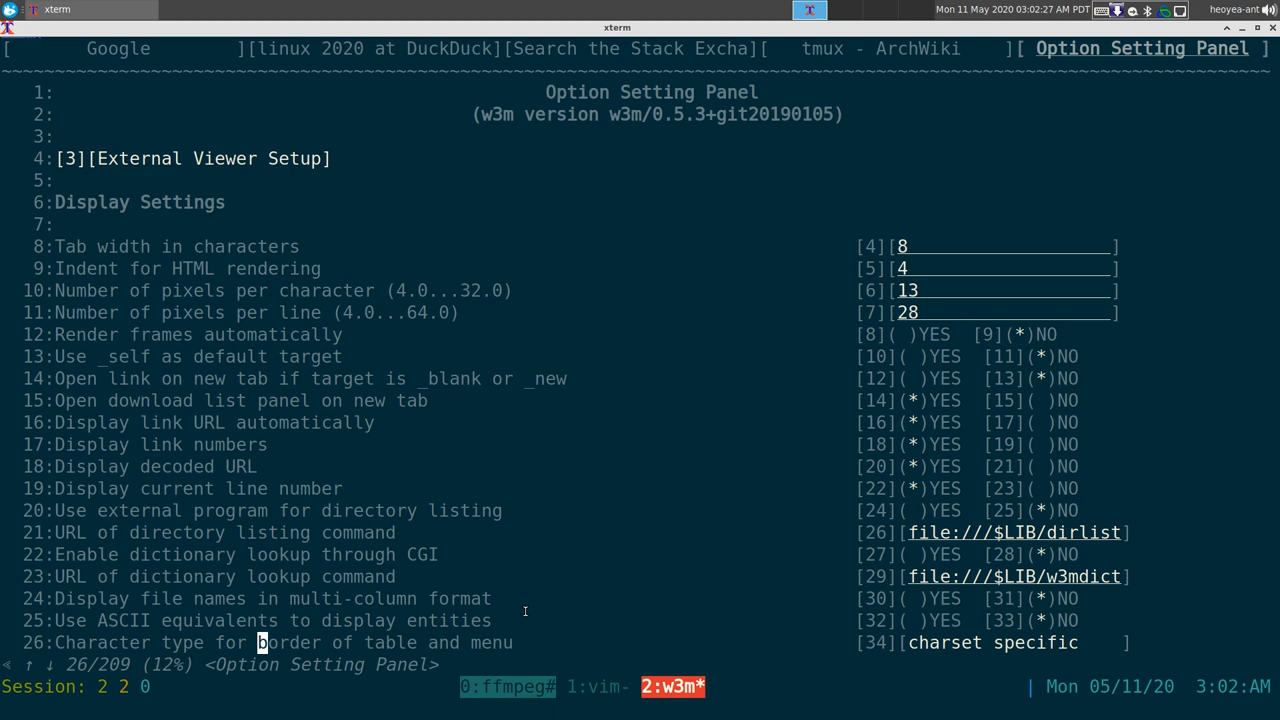 xterm
Mon 11 May 2020 03:02:27 AM PDT
heoyea-ant
xterm
[ Google ][linux 2020 at DuckDuck][Search the Stack Excha][ tmux - ArchWiki ][ Option Setting Panel ]
~~~~~~~~~~~~~~~~~~~~~~~~~~~~~~~~~~~~~~~~~~~~~~~~~~~~~~~~~~~~~~~~~~~~~~~~~~~~~~~~~~~~~~~~~~~~~~~~~~~~~~~~~~~~~~~~~~~~~~~
1: Option Setting Panel
2: (w3m version w3m/0.5.3+git20190105)
3:
4:[3][External Viewer Setup]
5:
6:Display Settings
7:
8:Tab width in characters [4][8____________________]
9:Indent for HTML rendering [5][4____________________]
10:Number of pixels per character (4.0...32.0) [6][13___________________]
11:Number of pixels per line (4.0...64.0) [7][28___________________]
12:Render frames automatically [8]( )YES [9](*)NO
13:Use _self as default target [10]( )YES [11](*)NO
14:Open link on new tab if target is _blank or _new [12]( )YES [13](*)NO
15:Open download list panel on new tab [14](*)YES [15]( )NO
16:Display link URL automatically [16](*)YES [17]( )NO
17:Display link numbers [18](*)YES [19]( )NO
18:Display decoded URL [20](*)YES [21]( )NO
19:Display current line number [22](*)YES [23]( )NO
20:Use external program for directory listing [24]( )YES [25](*)NO
21:URL of directory listing command [26][file:///$LIB/dirlist]
22:Enable dictionary lookup through CGI [27]( )YES [28](*)NO
23:URL of dictionary lookup command [29][file:///$LIB/w3mdict]
24:Display file names in multi-column format [30]( )YES [31](*)NO
25:Use ASCII equivalents to display entities [32]( )YES [33](*)NO
26:Character type for border of table and menu [34][charset specific ]
« ↑ ↓ 26/209 (12%) <Option Setting Panel>
Session: 2 2 0 0:ffmpeg# 1:vim- 2:w3m* | Mon 05/11/20 3:02:AM